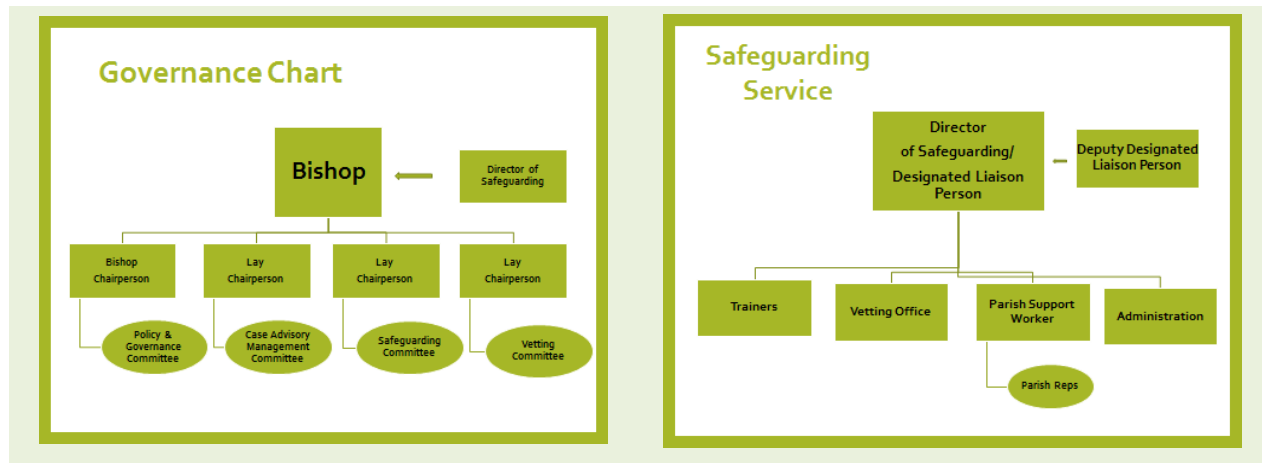 Governance Chart
Bishop
Director of
Safeguarding
Bishop
Chairperson
Lay
Chairperson
Lay
Chairperson
Lay
Chairperson
Policy &
Governance
Committee
Case Advisory
Management
Committee
Safeguarding
Committee
Vetting
Committee
Safeguarding
Service
Director
of Safeguarding/
Designated Liaison
Person
Deputy Designated
Liaison Person
Trainers
Vetting Office
Parish Support
Worker
Administration
Parish Reps